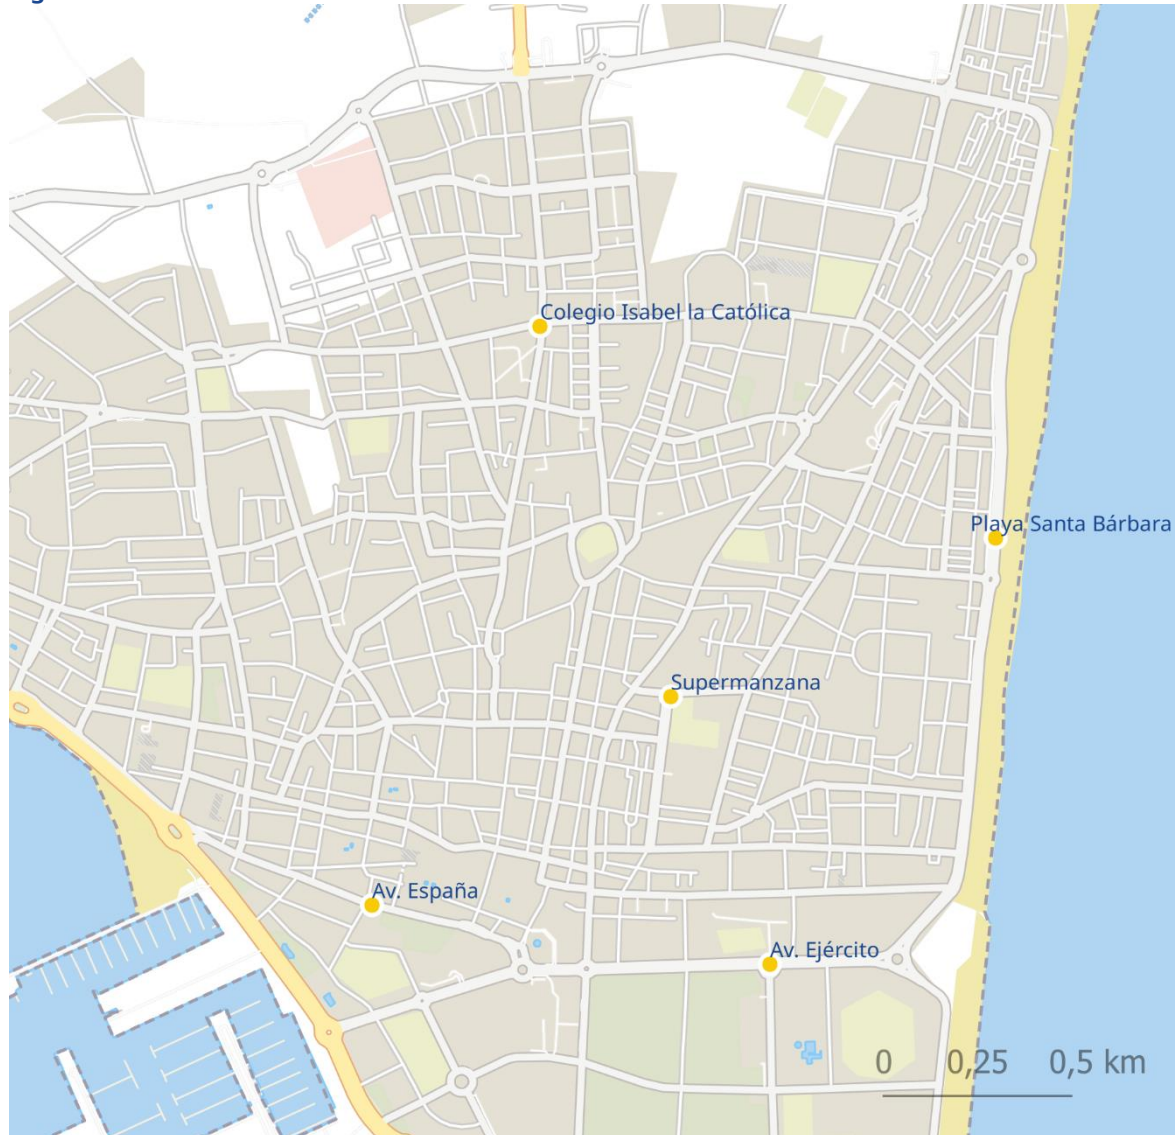 Colegio Isabel la Católica
Playa Santa Bárbara
Supermanzana
Av. España
Av. Ejército
0 0,25 0,5 km